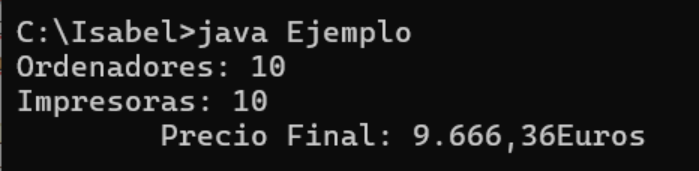 C:\Isabel>java Ejemplo
Ordenadores: 10
Impresoras: 10
Precio Final: 9.666,36Euros